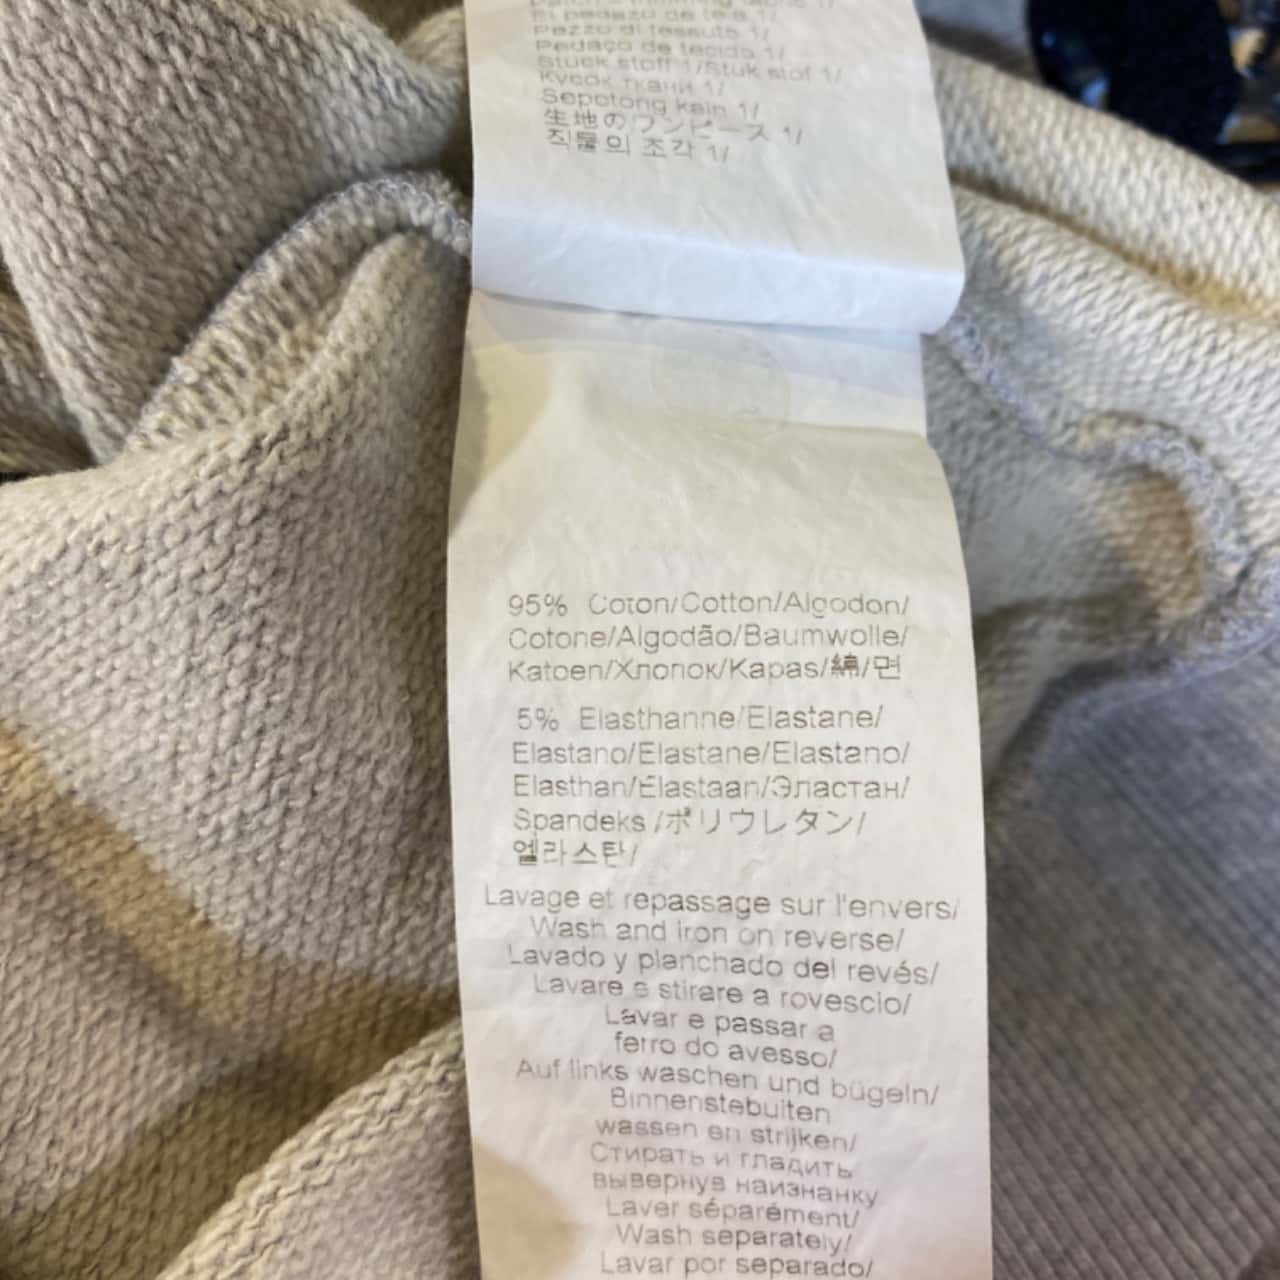 El pedazo de tela 1/
Pezzo di tessuto 1/
Pedaço de tecido 1/
Stück stoff 1/Stuk stof 1/
Кусок ткани 1/
Sepotong kain 1/
生地のワンピース 1/
직물의 조각 1/
95% Coton/Cotton/Algodon/
Cotone/Algodão/Baumwolle/
Katoen/Хлопок/Kapas/綿/면
5% Elasthanne/Elastane/
Elastano/Elastane/Elastano/
Elasthan/Elastaan/Эластан/
Spandeks /ポリウレタン/
엘라스탄/
Lavage et repassage sur l'envers/
Wash and iron on reverse/
Lavado y planchado del revés/
Lavare e stirare a rovescio/
Lavar e passar a
ferro do avesso/
Auf links waschen und bügeln/
Binnenstebuiten
wassen en strijken/
Стирать и гладить
вывернув наизнанку
Laver séparément/
Wash separately/
Lavar por separado/